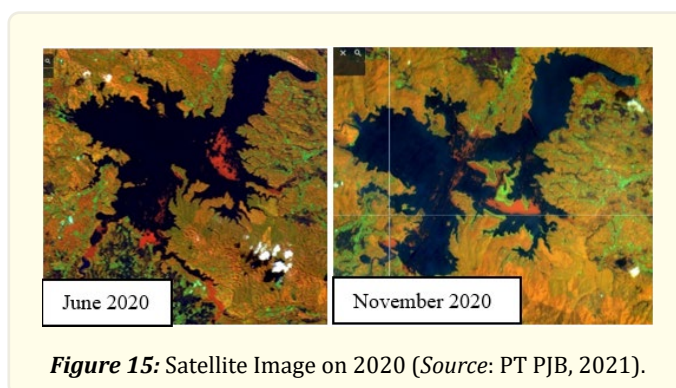 June 2020
November 2020
Figure 15: Satellite Image on 2020 (Source: PT PJB, 2021).